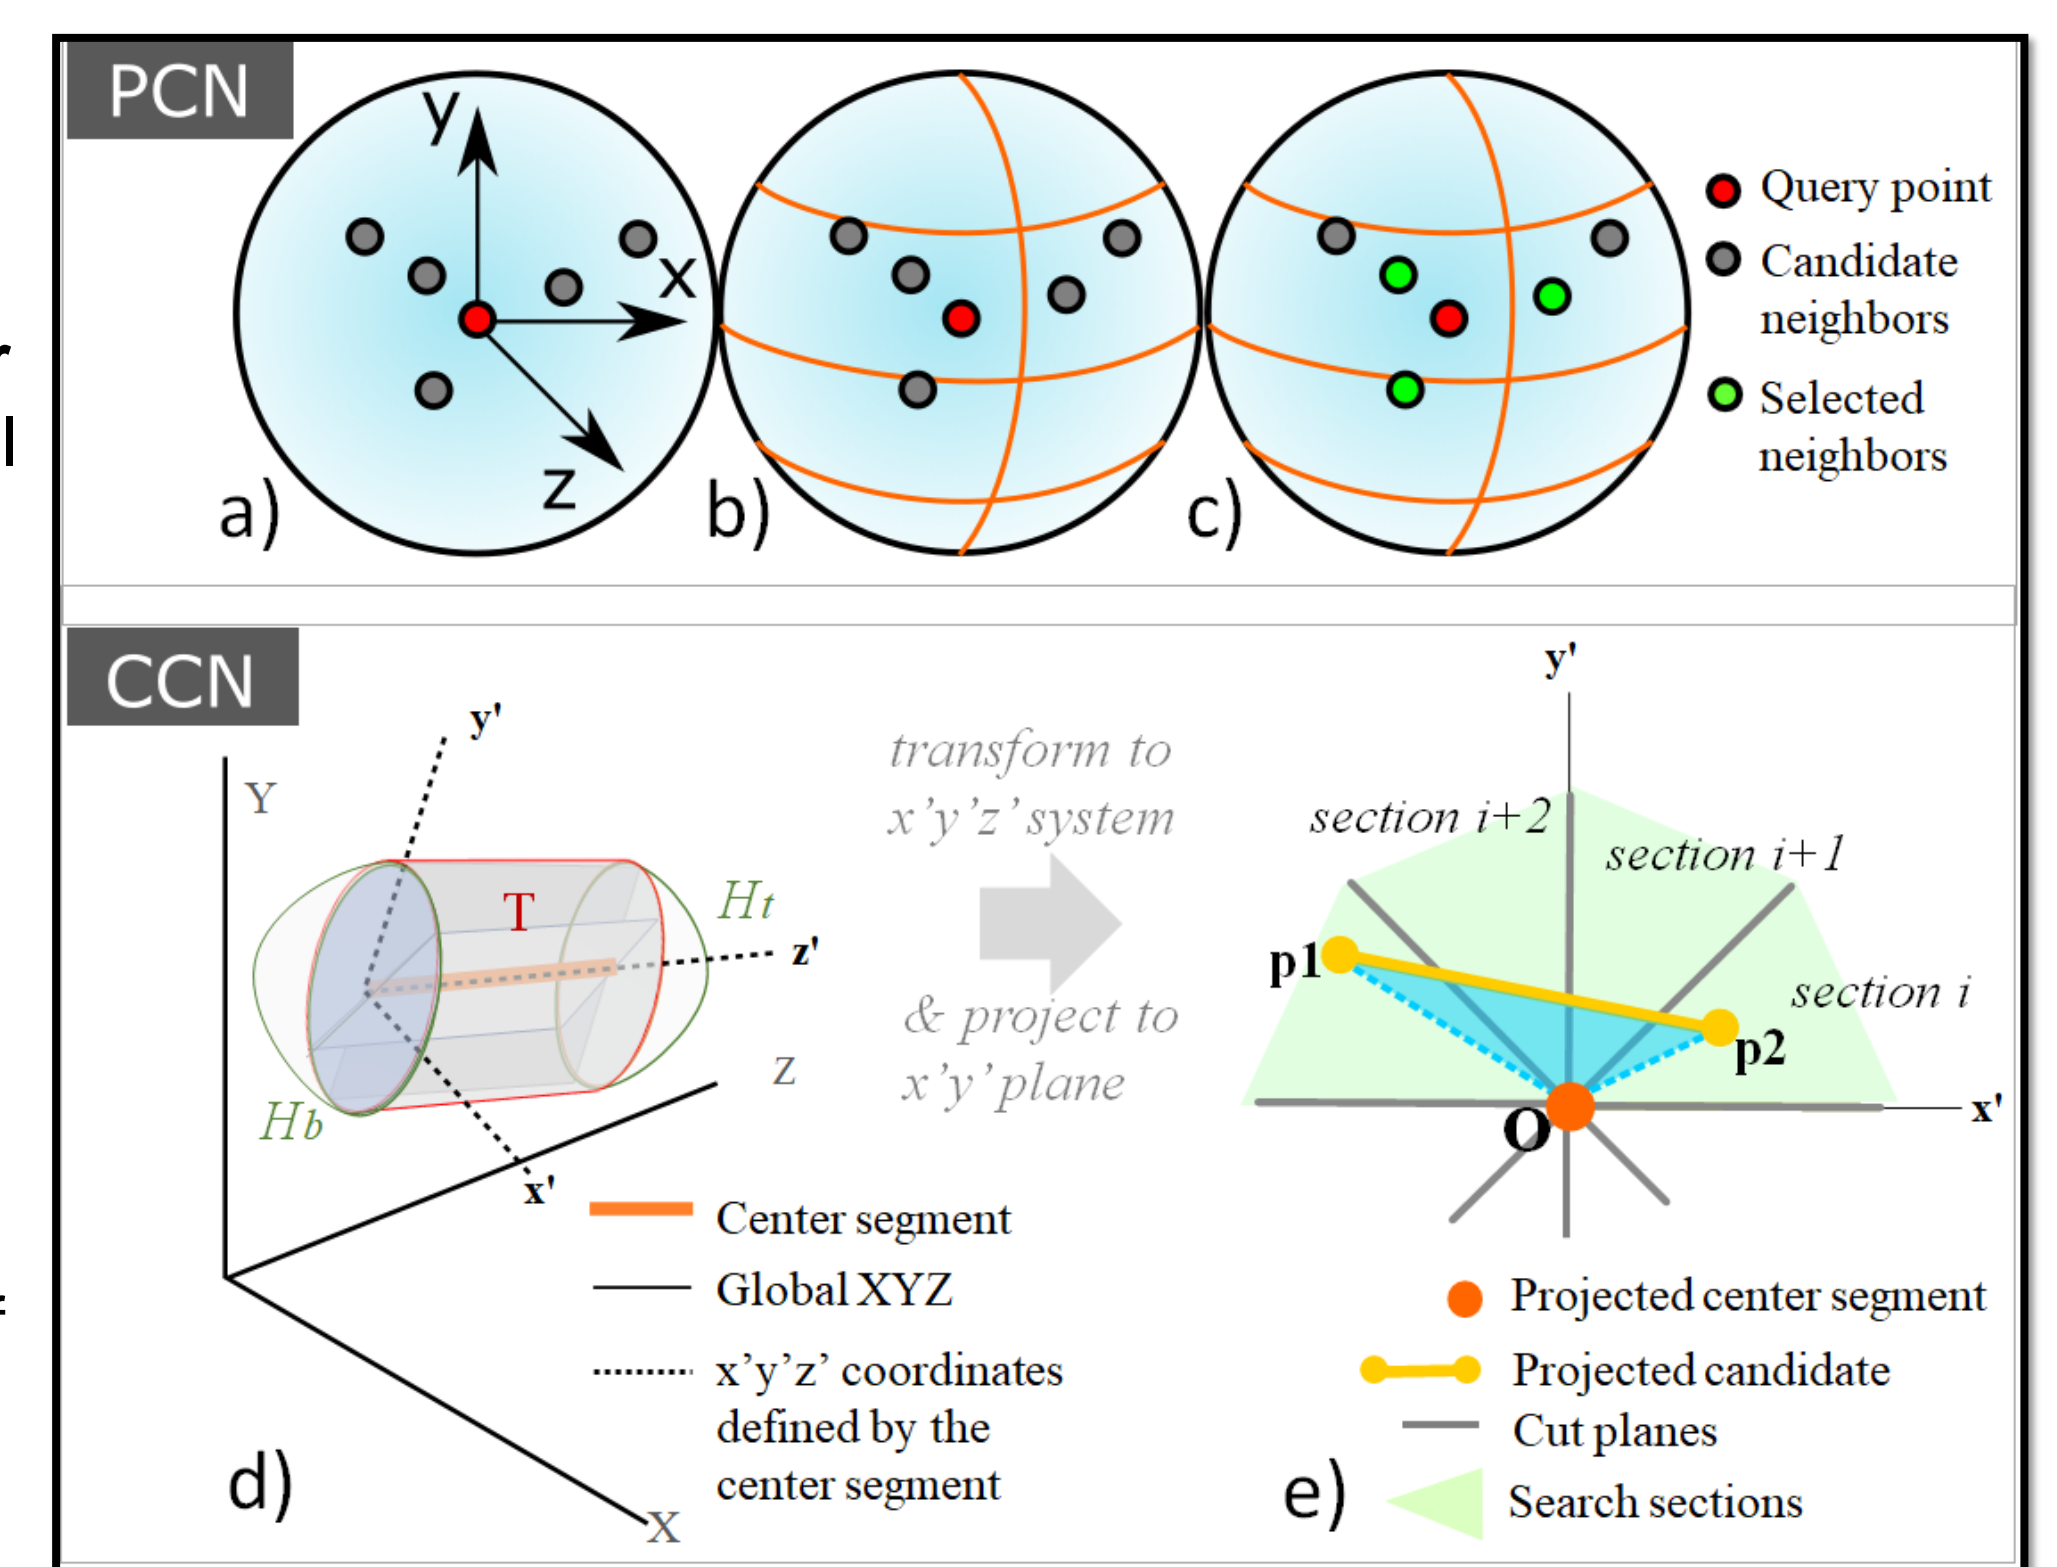 PCN
y
x
z
a)
b)
c)
Query point
Candidate
neighbors
Selected
neighbors
CCN
Y
y'
T
Ht
z'
Hb
Z
x'
X
d)
transform to
x’y’z’ system
& project to
x’y’ plane
Center segment
Global XYZ
x’y’z’ coordinates
defined by the
center segment
y'
section i+2
section i+1
section i
p1
p2
O
x'
e)
Projected center segment
Projected candidate
Cut planes
Search sections